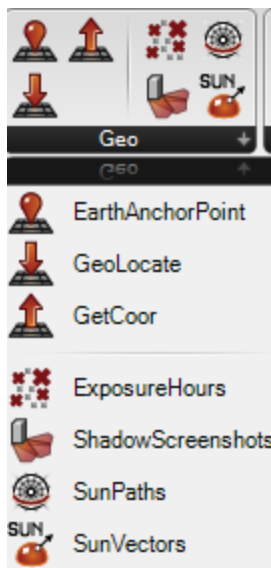 SUN
Geo
Geo
EarthAnchorPoint
GeoLocate
GetCoor
ExposureHours
ShadowScreenshots
SunPaths
SUN SunVectors